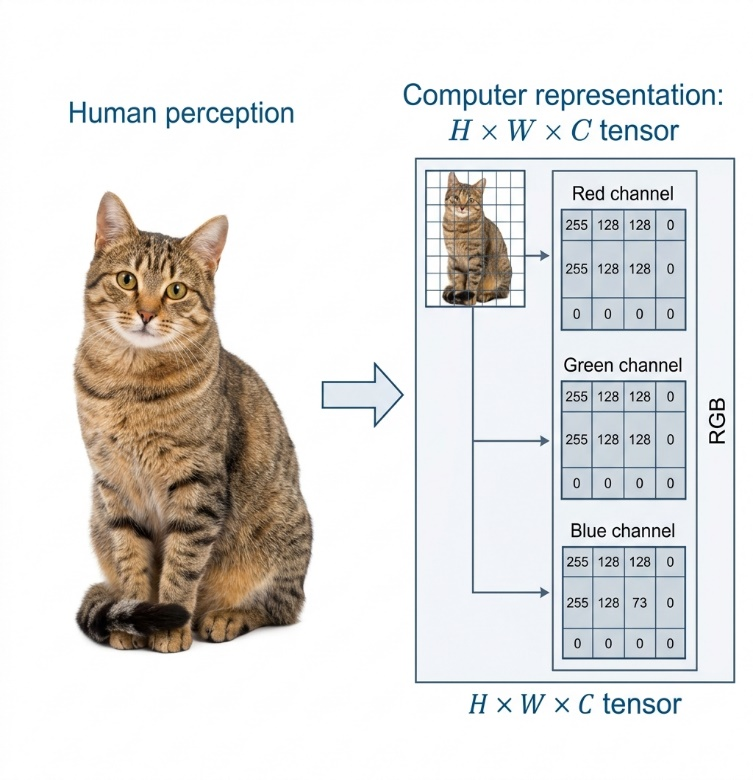 Human perception
Computer representation:
H × W × C tensor
Red channel
255 128 128 0
255 128 128 0
0 0 0 0
Green channel
255 128 128 0
255 128 128 0
0 0 0 0
Blue channel
255 128 128 0
255 128 73 0
0 0 0 0
RGB
H × W × C tensor